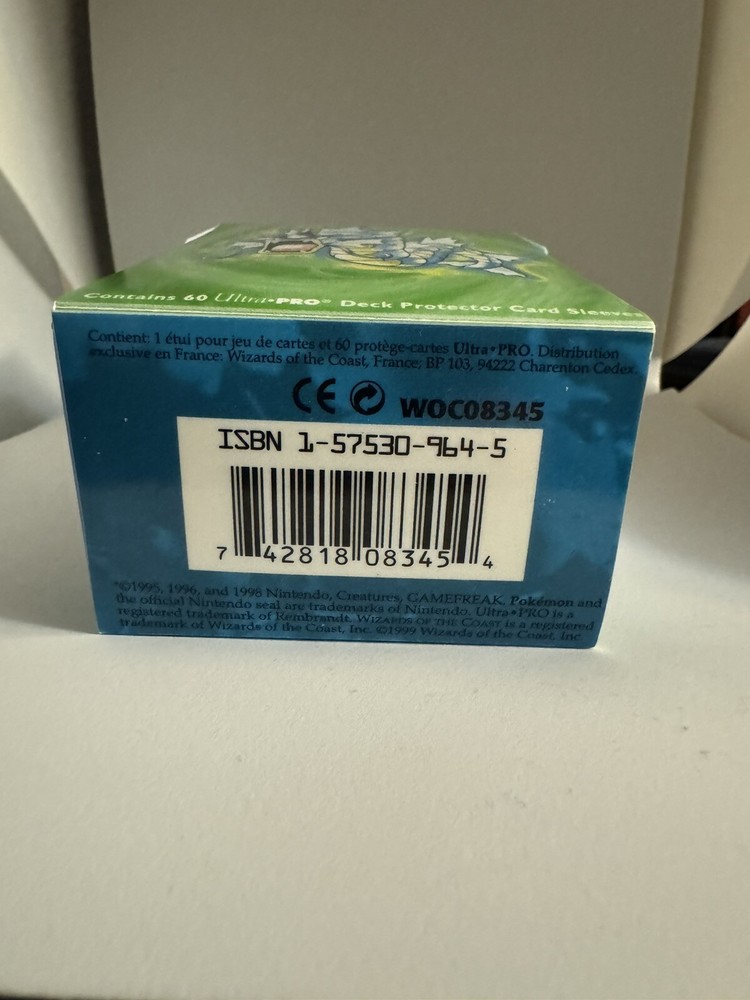 Contains 60 Ultra•PRO® Deck Protector Card Sleeves
Contient: 1 étui pour jeu de cartes et 60 protège-cartes Ultra•PRO. Distribution
exclusive en France: Wizards of the Coast, France, BP 103, 94222 Charenton Cedex.
CE WOC08345
ISBN 1-57530-964-5
7 42818 08345 4
©1995, 1996, and 1998 Nintendo, Creatures, GAMEFREAK. Pokémon and
the official Nintendo seal are trademarks of Nintendo. Ultra•PRO is a
registered trademark of Rembrandt. WIZARDS OF THE COAST is a registered
trademark of Wizards of the Coast, Inc. ©1999 Wizards of the Coast, Inc